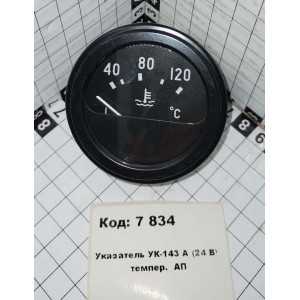 80
40 120
°C
Код: 7 834
Указатель УК-143 А (24 В)
темпер. АП